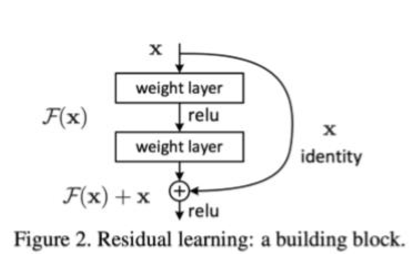 x
weight layer
F(x)
relu
weight layer
x
identity
F(x) + x
relu
Figure 2. Residual learning: a building block.